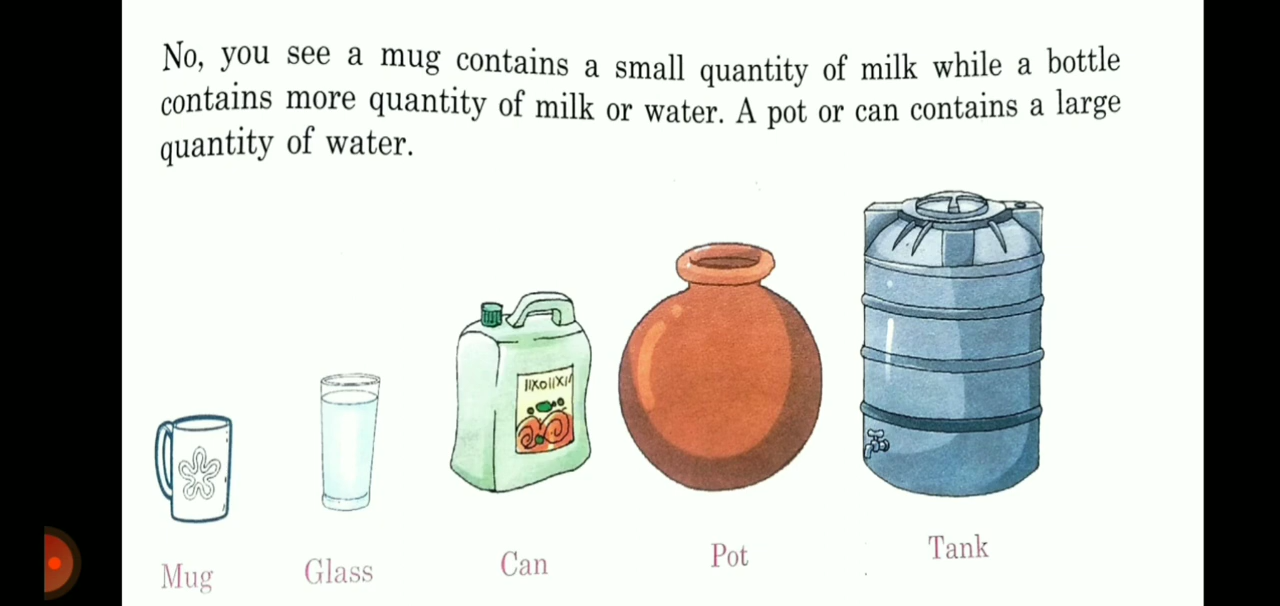 No, you see a mug contains a small quantity of milk while a bottle
contains more quantity of milk or water. A pot or can contains a large
quantity of water.
Mug
Glass
Can
Pot
Tank